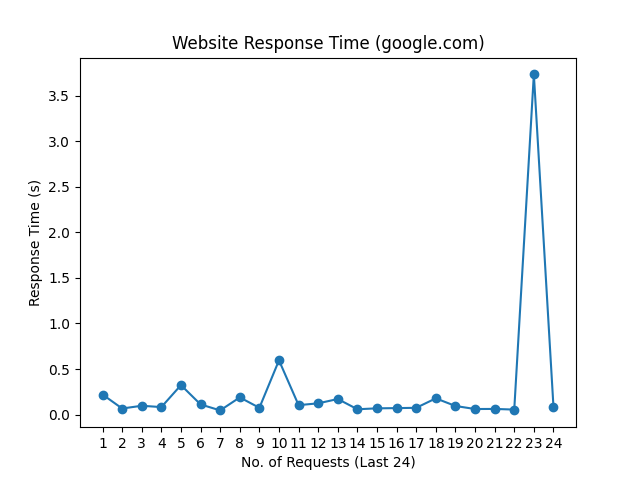 Website Response Time (google.com)
3.5
3.0
2.5
2.0
1.5
1.0
0.5
0.0
Response Time (s)
1 2 3 4 5 6 7 8 9 10 11 12 13 14 15 16 17 18 19 20 21 22 23 24
No. of Requests (Last 24)